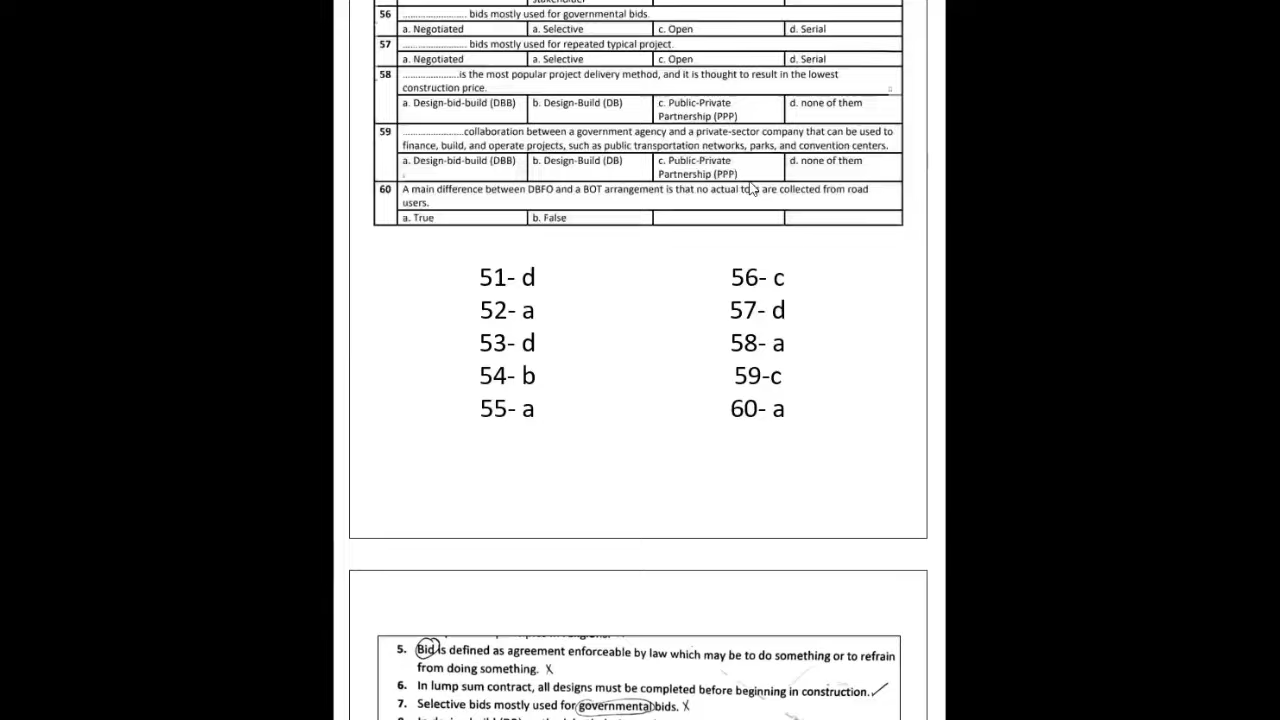 stakeholder
56 ........................ bids mostly used for governmental bids.
a. Negotiated a. Selective c. Open d. Serial
57 ........................ bids mostly used for repeated typical project.
a. Negotiated a. Selective c. Open d. Serial
58 .....................is the most popular project delivery method, and it is thought to result in the lowest
construction price.
a. Design-bid-build (DBB) b. Design-Build (DB) c. Public-Private d. none of them
Partnership (PPP)
59 ......................collaboration between a government agency and a private-sector company that can be used to
finance, build, and operate projects, such as public transportation networks, parks, and convention centers.
a. Design-bid-build (DBB) b. Design-Build (DB) c. Public-Private d. none of them
Partnership (PPP)
60 A main difference between DBFO and a BOT arrangement is that no actual tolls are collected from road
users.
a. True b. False
51- d 56- c
52- a 57- d
53- d 58- a
54- b 59-c
55- a 60- a
5. Bid is defined as agreement enforceable by law which may be to do something or to refrain
from doing something. X
6. In lump sum contract, all designs must be completed before beginning in construction. ✓
7. Selective bids mostly used for governmental bids. X